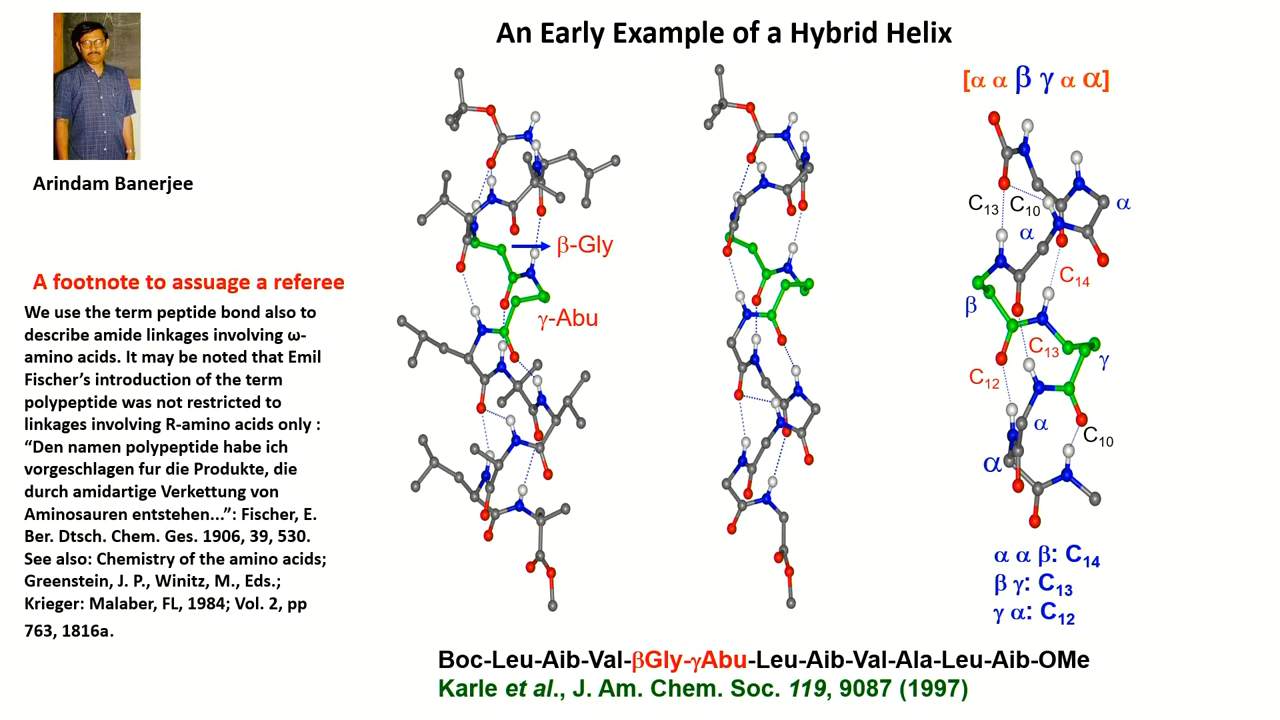 An Early Example of a Hybrid Helix
Arindam Banerjee
A footnote to assuage a referee
We use the term peptide bond also to
describe amide linkages involving ω-
amino acids. It may be noted that Emil
Fischer’s introduction of the term
polypeptide was not restricted to
linkages involving R-amino acids only :
“Den namen polypeptide habe ich
vorgeschlagen fur die Produkte, die
durch amidartige Verkettung von
Aminosauren entstehen...”: Fischer, E.
Ber. Dtsch. Chem. Ges. 1906, 39, 530.
See also: Chemistry of the amino acids;
Greenstein, J. P., Winitz, M., Eds.;
Krieger: Malaber, FL, 1984; Vol. 2, pp
763, 1816a.
β-Gly
γ-Abu
[α α β γ α α]
C13 C10
α
α
C14
β
C13
γ
C12
α
C10
α
α α β: C14
β γ: C13
γ α: C12
Boc-Leu-Aib-Val-βGly-γAbu-Leu-Aib-Val-Ala-Leu-Aib-OMe
Karle et al., J. Am. Chem. Soc. 119, 9087 (1997)